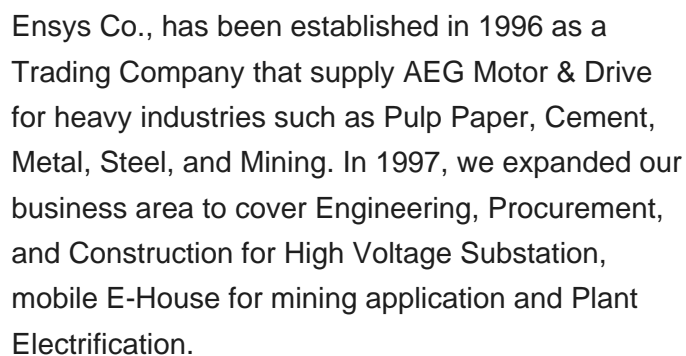 Ensys Co., has been established in 1996 as a
Trading Company that supply AEG Motor & Drive
for heavy industries such as Pulp Paper, Cement,
Metal, Steel, and Mining. In 1997, we expanded our
business area to cover Engineering, Procurement,
and Construction for High Voltage Substation,
mobile E-House for mining application and Plant
Electrification.